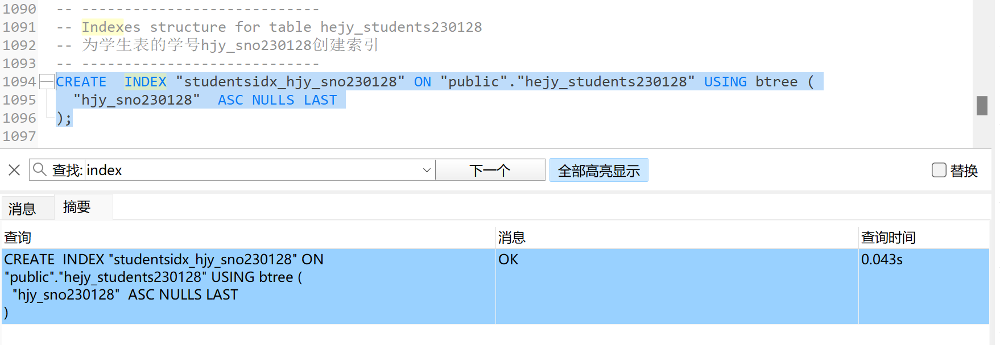 1090 -- ----------------------------
1091 -- Indexes structure for table hejy_students230128
1092 -- 为学生表的学号hjy_sno230128创建索引
1093 -- ----------------------------
1094 CREATE  INDEX "studentsidx_hjy_sno230128" ON "public"."hejy_students230128" USING btree (
1095   "hjy_sno230128"  ASC NULLS LAST
1096 );
1097
查找: index 下一个 全部高亮显示 替换
消息 摘要
查询 消息 查询时间
CREATE  INDEX "studentsidx_hjy_sno230128" ON OK 0.043s
"public"."hejy_students230128" USING btree (
  "hjy_sno230128"  ASC NULLS LAST
)